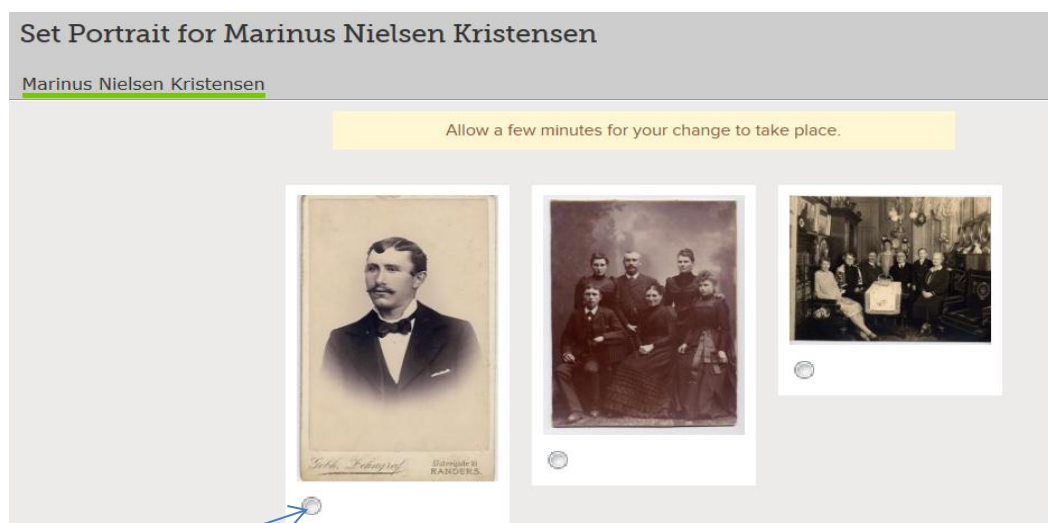 Set Portrait for Marinus Nielsen Kristensen
Marinus Nielsen Kristensen
Allow a few minutes for your change to take place.
RANDERS.